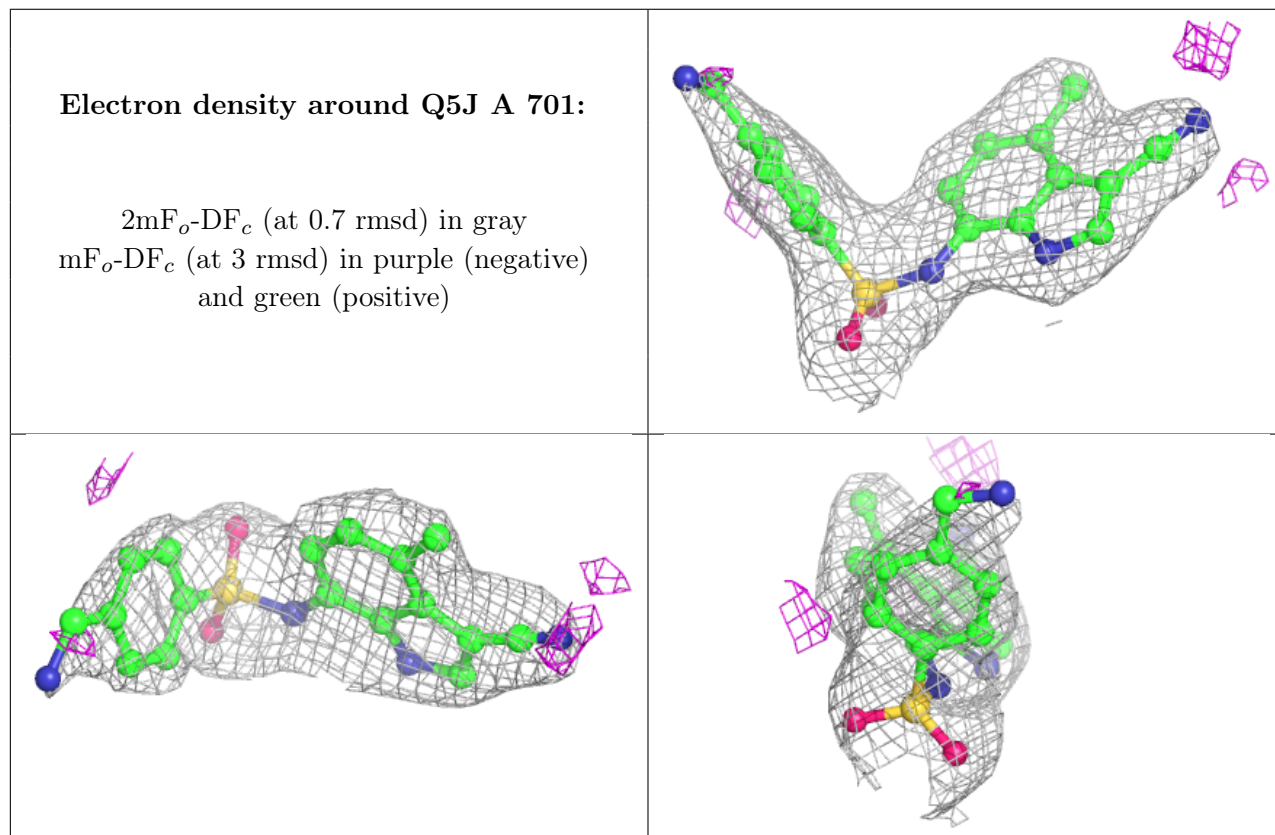 Electron density around Q5J A 701:
2mFo-DFc (at 0.7 rmsd) in gray
mFo-DFc (at 3 rmsd) in purple (negative)
and green (positive)